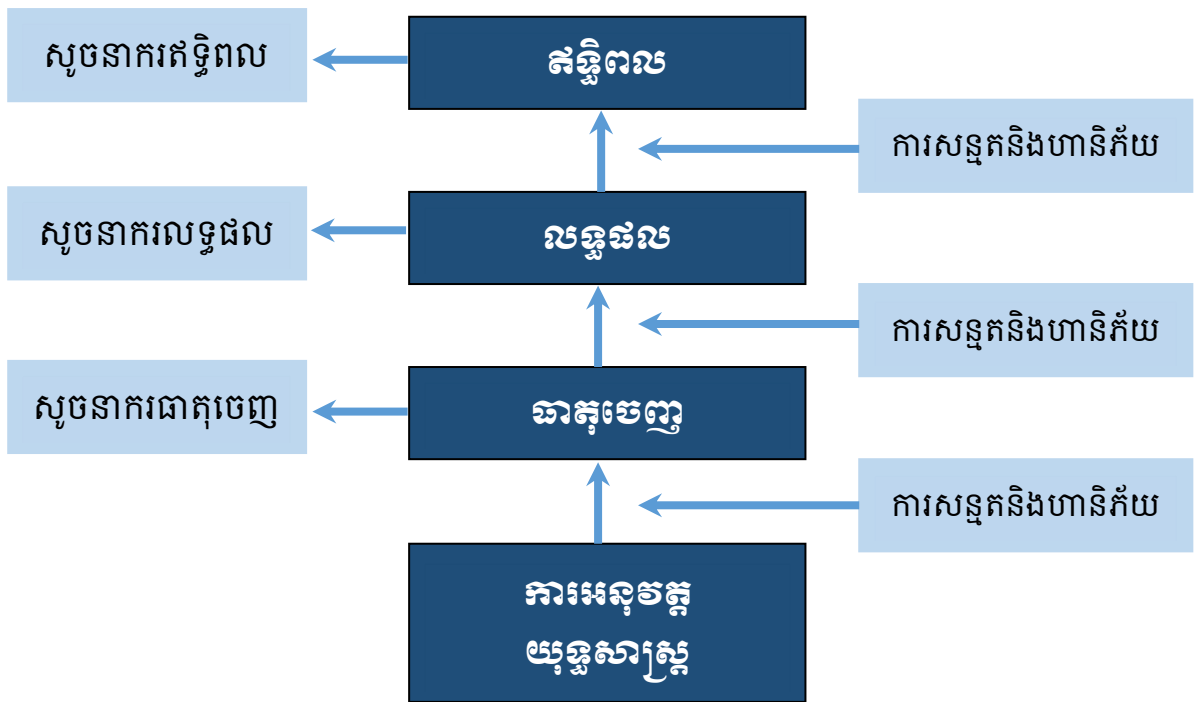 សូចនាករឥទ្ធិពល
ឥទ្ធិពល
ការសន្មតនិងហានិភ័យ
សូចនាករលទ្ធផល
លទ្ធផល
ការសន្មតនិងហានិភ័យ
សូចនាករធាតុចេញ
ធាតុចេញ
ការសន្មតនិងហានិភ័យ
ការអនុវត្ត
យុទ្ធសាស្ត្រ